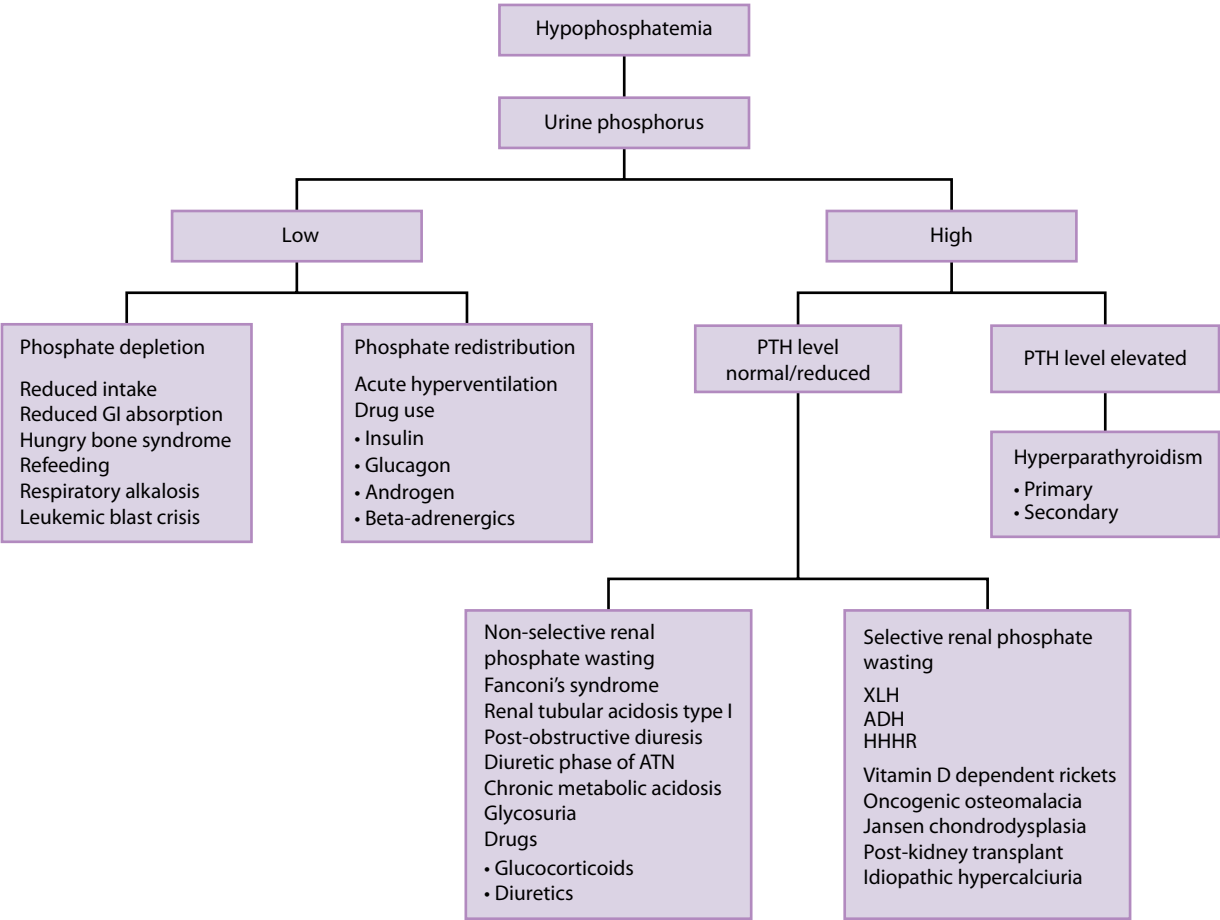 Hypophosphatemia
Urine phosphorus
Low
High
Phosphate depletion
Reduced intake
Reduced GI absorption
Hungry bone syndrome
Refeeding
Respiratory alkalosis
Leukemic blast crisis
Phosphate redistribution
Acute hyperventilation
Drug use
• Insulin
• Glucagon
• Androgen
• Beta-adrenergics
PTH level
normal/reduced
PTH level elevated
Hyperparathyroidism
• Primary
• Secondary
Non-selective renal
phosphate wasting
Fanconi's syndrome
Renal tubular acidosis type I
Post-obstructive diuresis
Diuretic phase of ATN
Chronic metabolic acidosis
Glycosuria
Drugs
• Glucocorticoids
• Diuretics
Selective renal phosphate
wasting
XLH
ADH
HHHR
Vitamin D dependent rickets
Oncogenic osteomalacia
Jansen chondrodysplasia
Post-kidney transplant
Idiopathic hypercalciuria